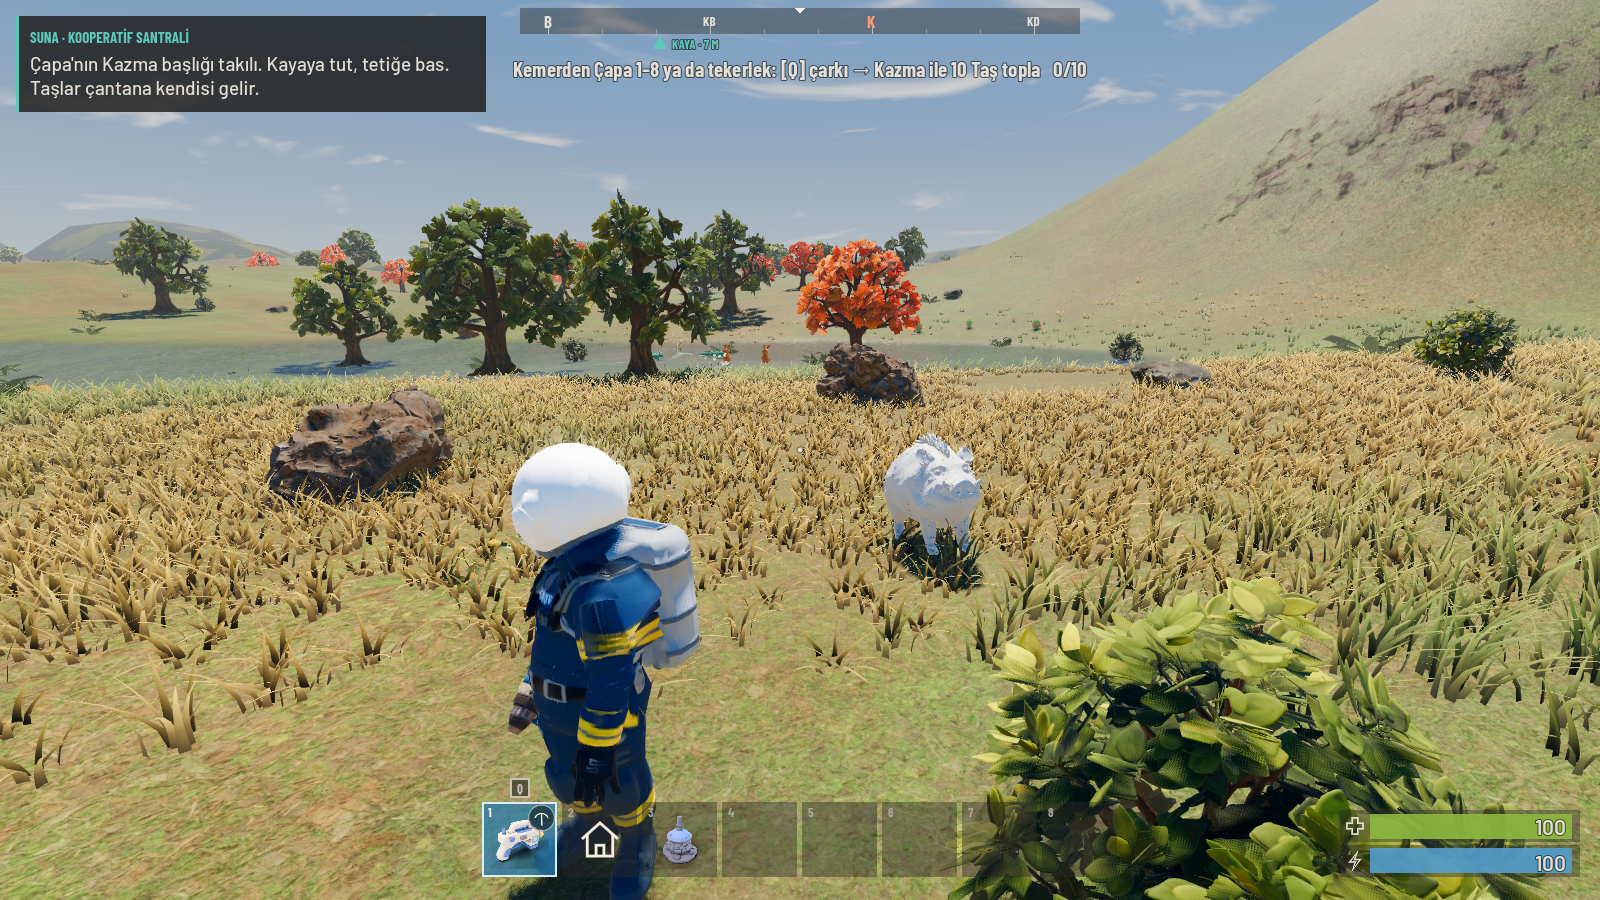 SUNA · KOOPERATİF SANTRALİ
Çapa'nın Kazma başlığı takılı. Kayaya tut, tetiğe bas.
Taşlar çantana kendisi gelir.
B KB K KD
KAYA · 7 M
Kemerden Çapa 1-8 ya da tekerlek: [Q] çarkı → Kazma ile 10 Taş topla 0/10
Q
1 2 3 4 5 6 7 8
100
100